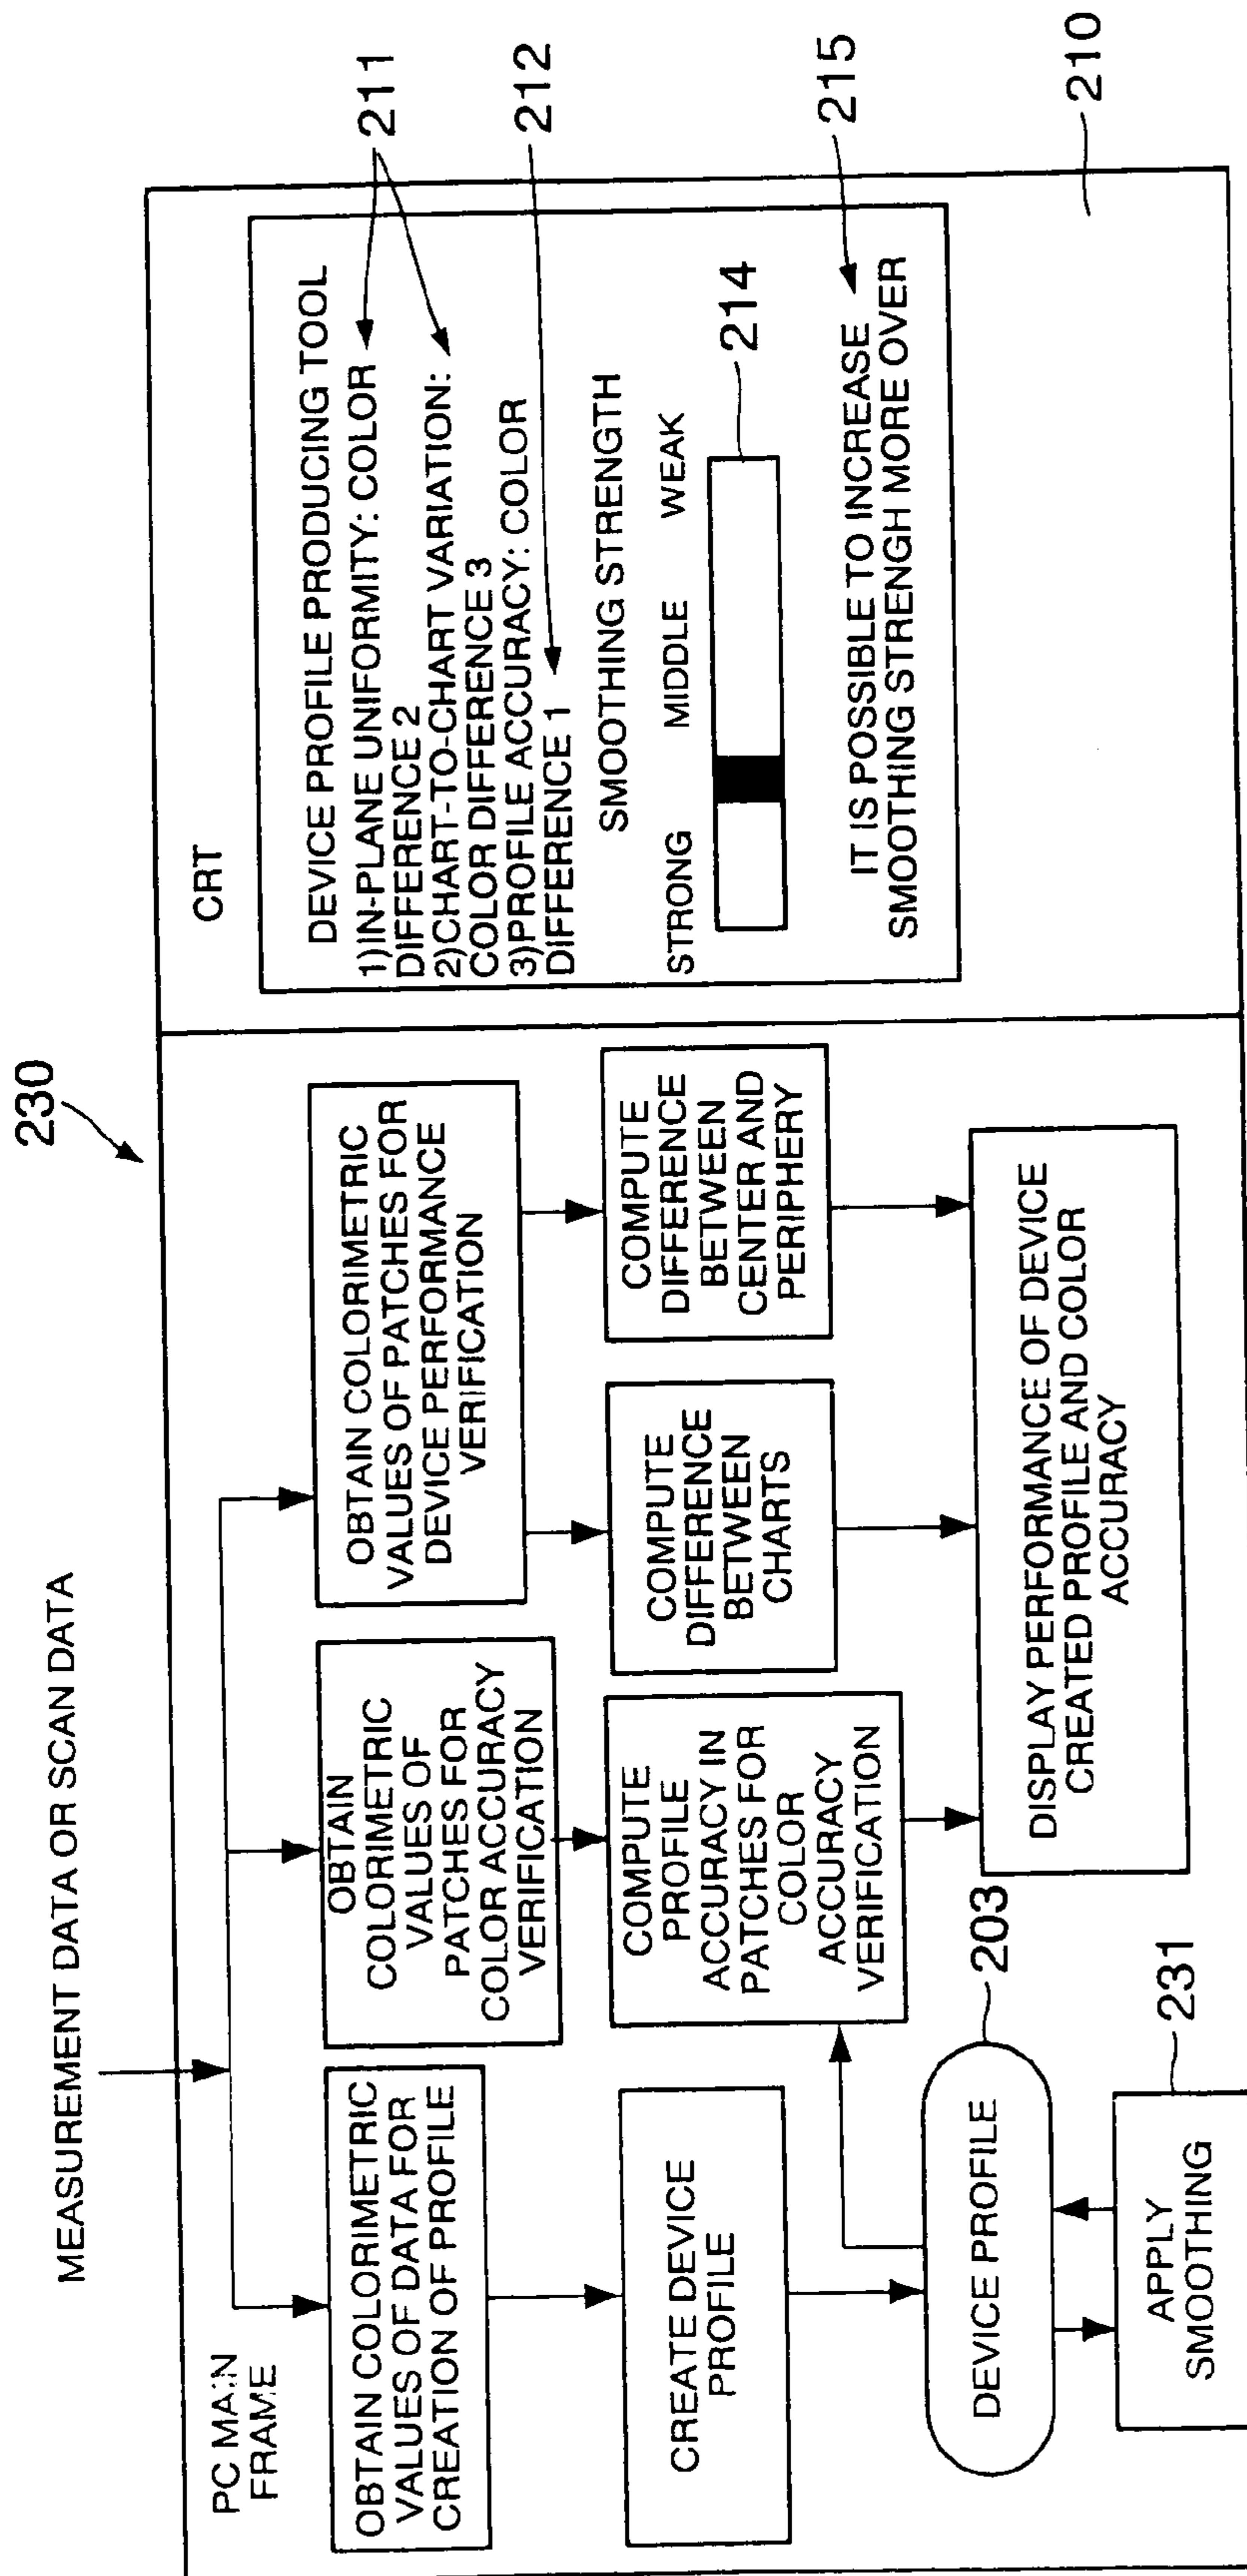 230
MEASUREMENT DATA OR SCAN DATA
PC MAIN
FRAME
OBTAIN COLORIMETRIC
VALUES OF DATA FOR
CREATION OF PROFILE
OBTAIN
COLORIMETRIC
VALUES OF
PATCHES FOR
COLOR ACCURACY
VERIFICATION
OBTAIN COLORIMETRIC
VALUES OF PATCHES FOR
DEVICE PERFORMANCE
VERIFICATION
CREATE DEVICE
PROFILE
COMPUTE
PROFILE
ACCURACY IN
PATCHES FOR
COLOR
ACCURACY
VERIFICATION
COMPUTE
DIFFERENCE
BETWEEN
CHARTS
COMPUTE
DIFFERENCE
BETWEEN
CENTER AND
PERIPHERY
DEVICE PROFILE
203
APPLY
SMOOTHING
231
DISPLAY PERFORMANCE OF DEVICE
CREATED PROFILE AND COLOR
ACCURACY
CRT
DEVICE PROFILE PRODUCING TOOL
1)IN-PLANE UNIFORMITY: COLOR
DIFFERENCE 2
2)CHART-TO-CHART VARIATION:
COLOR DIFFERENCE 3
3)PROFILE ACCURACY: COLOR
DIFFERENCE 1
SMOOTHING STRENGTH
STRONG MIDDLE WEAK
IT IS POSSIBLE TO INCREASE
SMOOTHING STRENGH MORE OVER
211
212
214
215
210